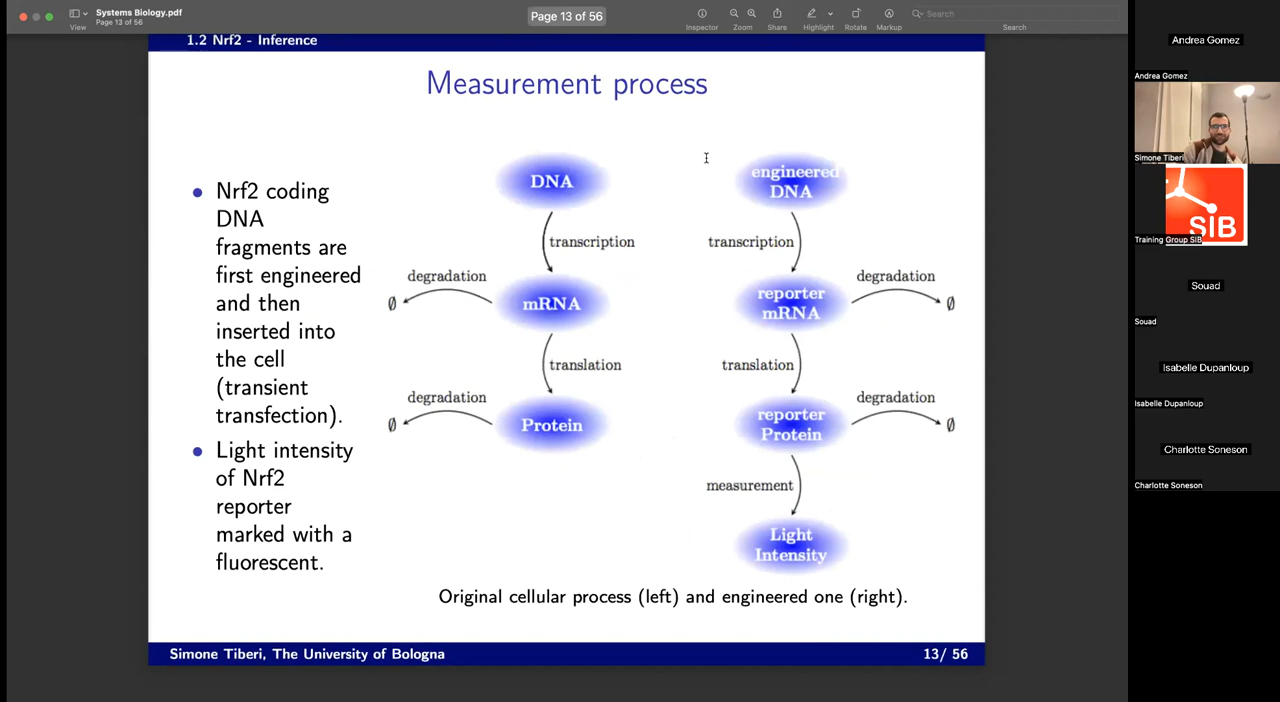 Systems Biology.pdf
Page 13 of 56
View
Page 13 of 56
Inspector
Zoom
Share
Highlight
Rotate
Markup
Search
Search
1.2 Nrf2 - Inference
Measurement process
Nrf2 coding
DNA
fragments are
first engineered
and then
inserted into
the cell
(transient
transfection).
Light intensity
of Nrf2
reporter
marked with a
fluorescent.
DNA
transcription
degradation
∅
mRNA
translation
degradation
∅
Protein
engineered
DNA
transcription
reporter
mRNA
degradation
∅
translation
reporter
Protein
degradation
∅
measurement
Light
Intensity
Original cellular process (left) and engineered one (right).
Simone Tiberi, The University of Bologna
13/ 56
Andrea Gomez
Andrea Gomez
Simone Tiberi
SIB
Training Group SIB
Souad
Souad
Isabelle Dupanloup
Isabelle Dupanloup
Charlotte Soneson
Charlotte Soneson